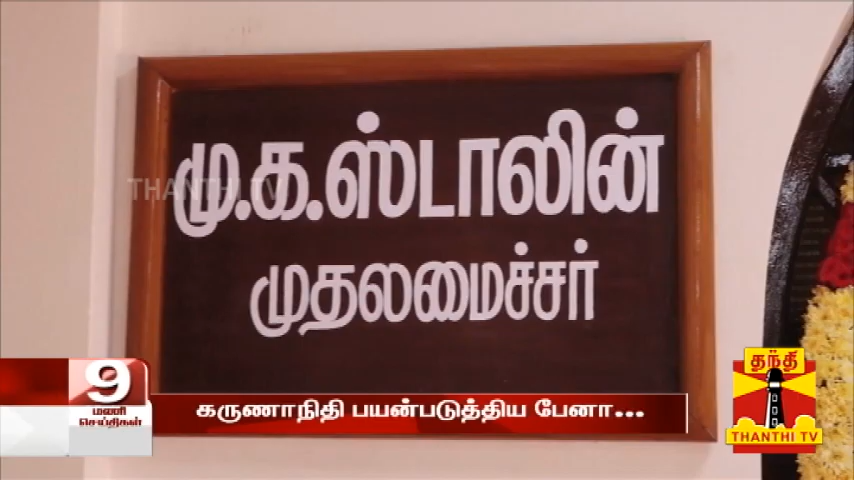 மு.க.ஸ்டாலின்
THANTHI TV
முதலமைச்சர்
9
மணி
செய்திகள்
கருணாநிதி பயன்படுத்திய பேனா...
தந்தி
THANTHI TV